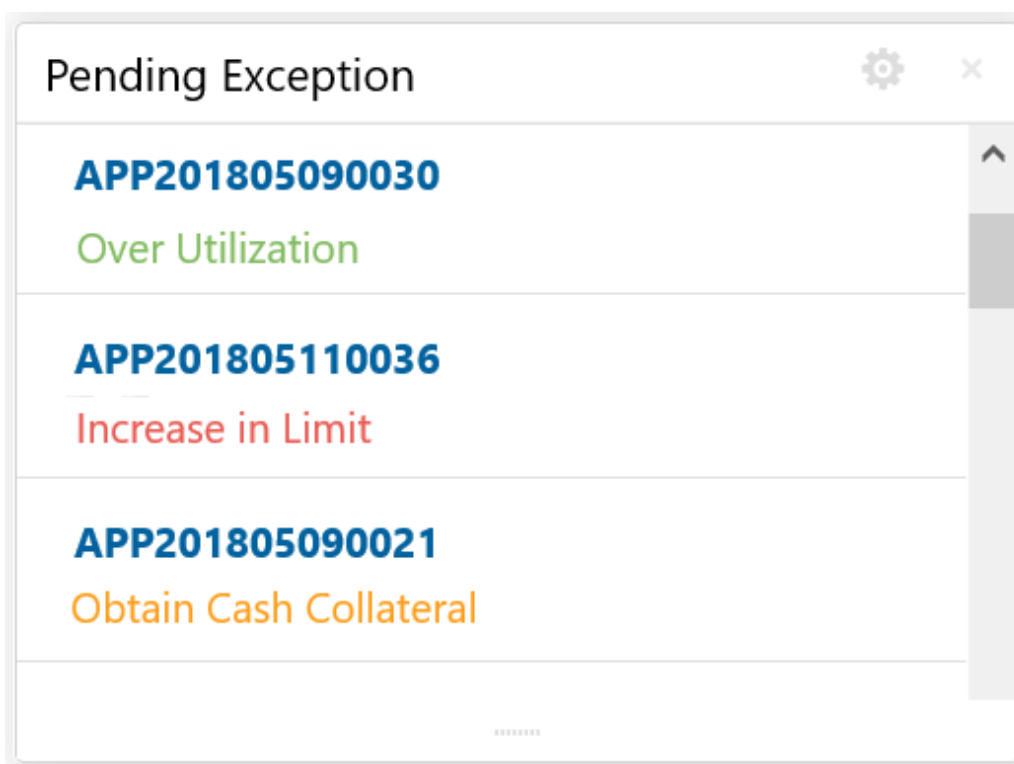 Pending Exception
APP201805090030
Over Utilization
APP201805110036
Increase in Limit
APP201805090021
Obtain Cash Collateral